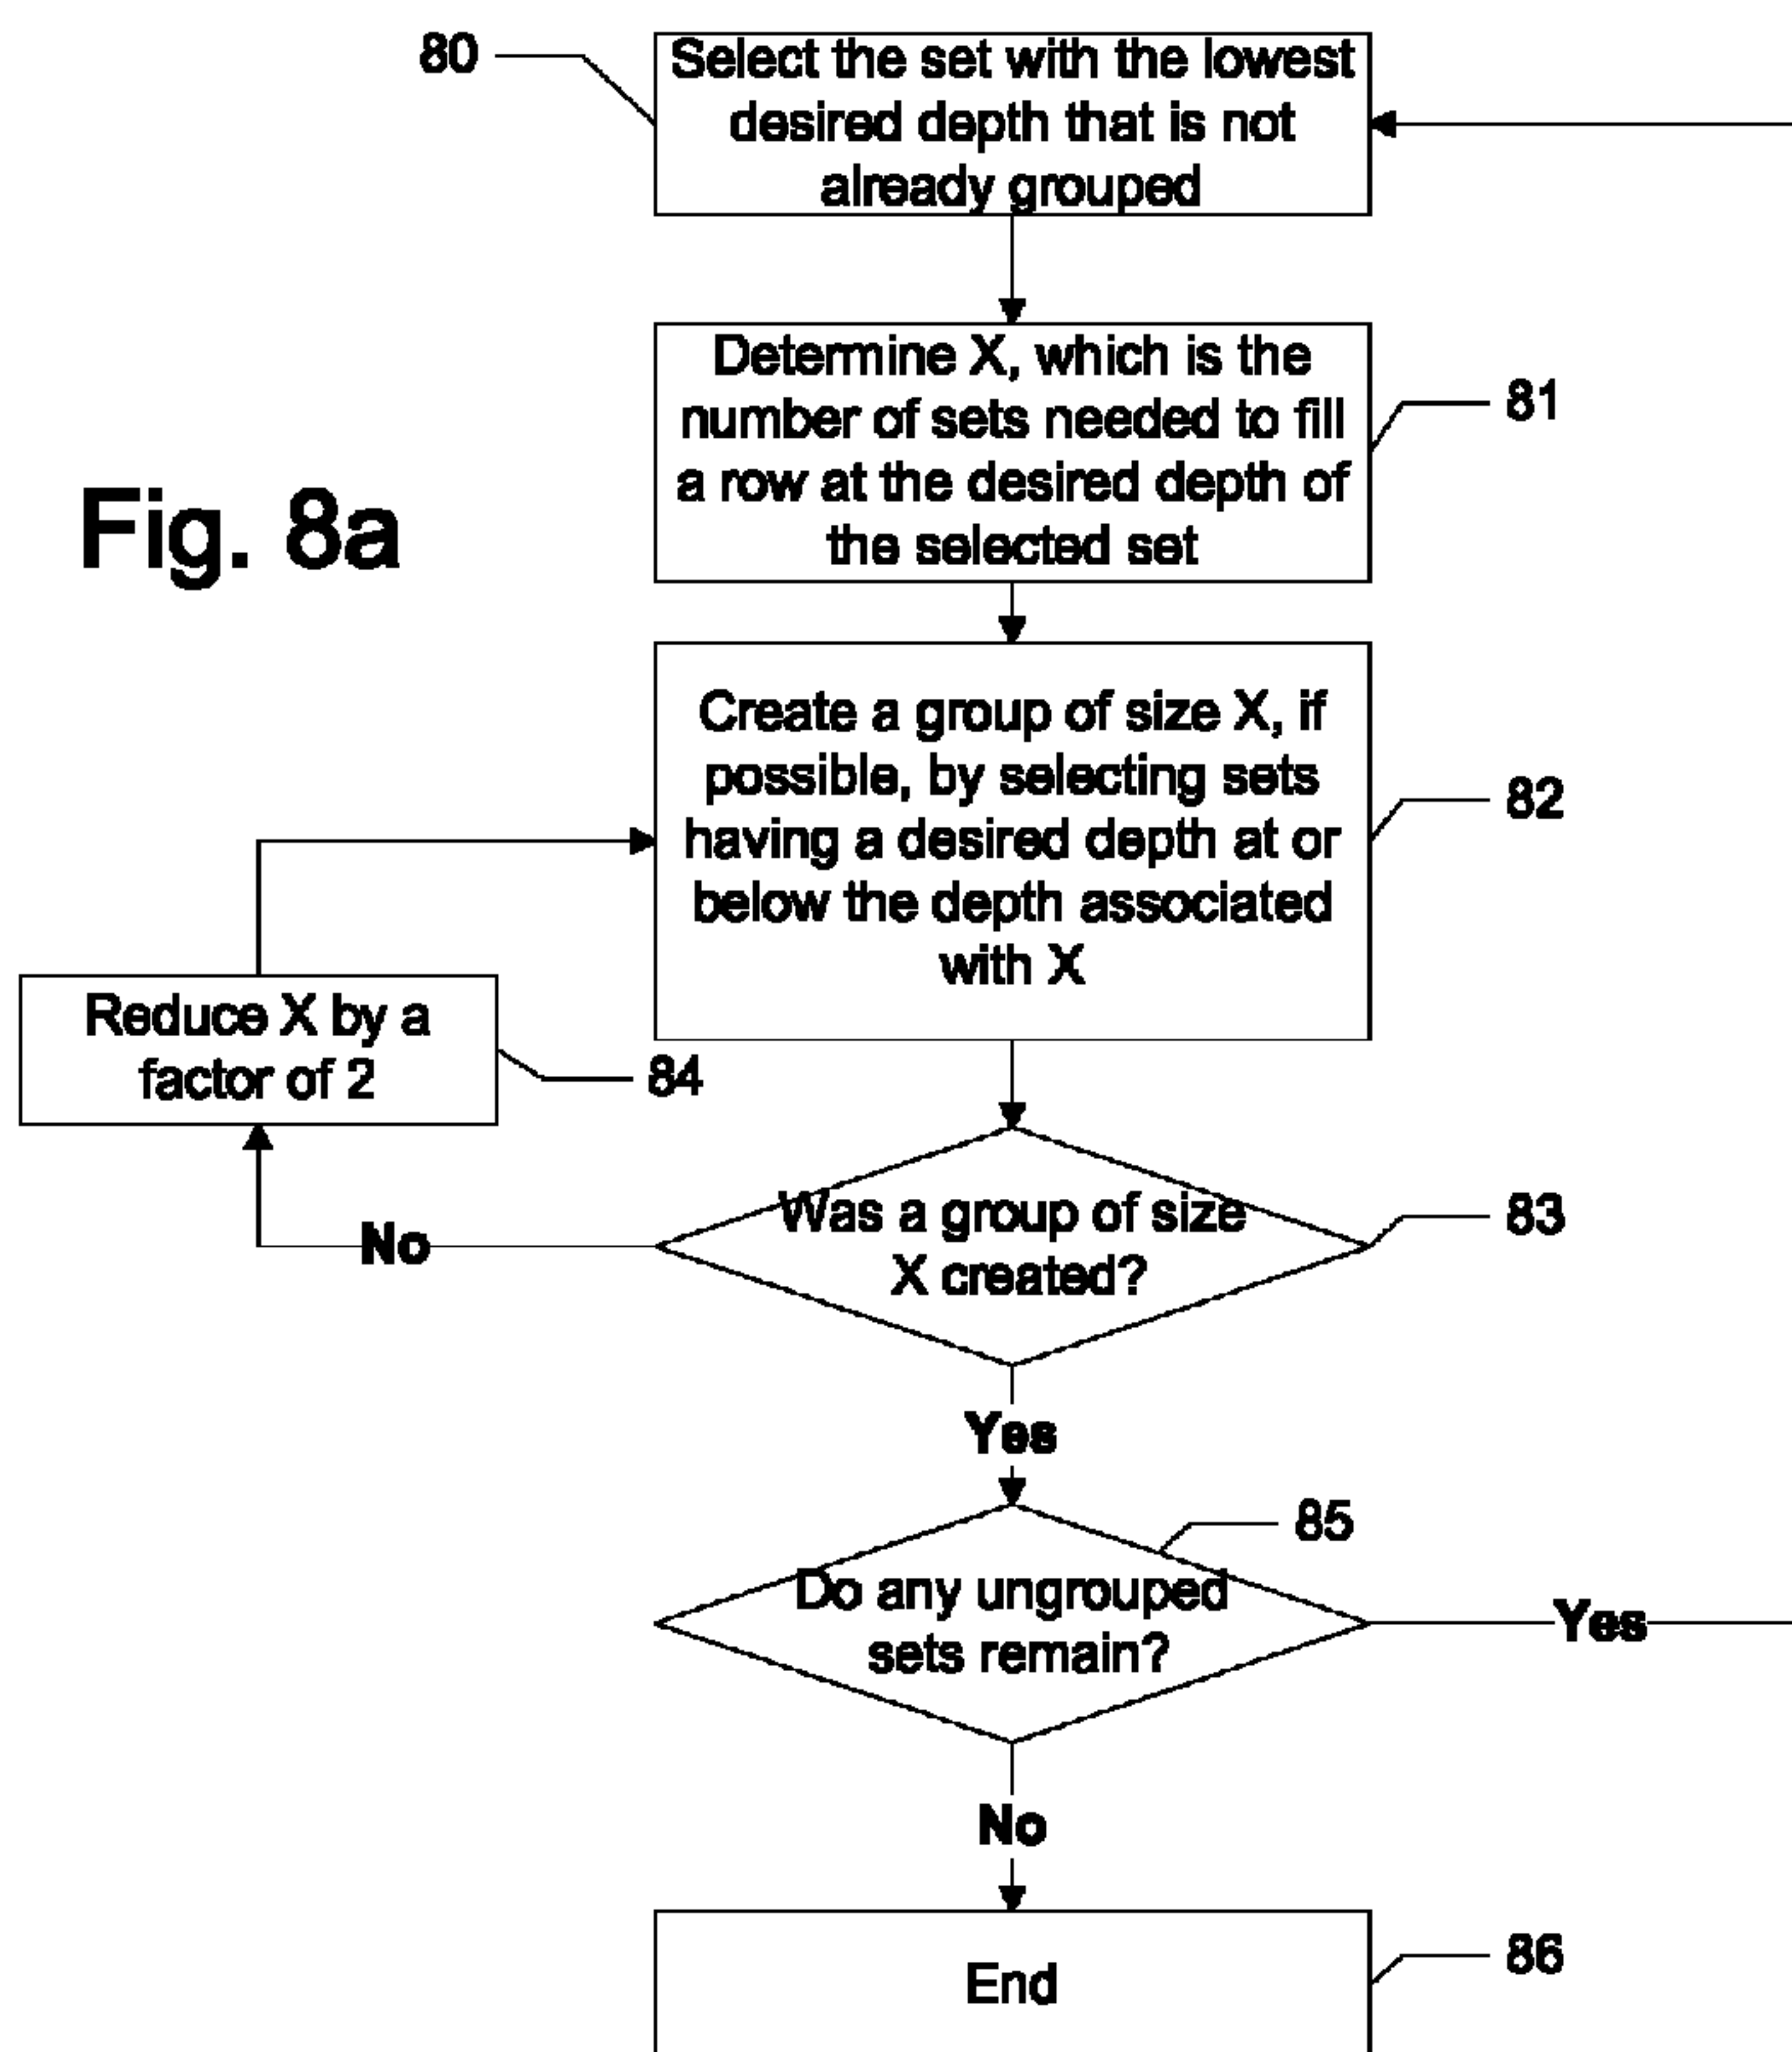 80
Select the set with the lowest
desired depth that is not
already grouped
Determine X, which is the
number of sets needed to fill
a row at the desired depth of
the selected set
81
Fig. 8a
Create a group of size X, if
possible, by selecting sets
having a desired depth at or
below the depth associated
with X
82
Reduce X by a
factor of 2
84
Was a group of size
X created?
83
No
Yes
85
Do any ungrouped
sets remain?
Yes
No
End
86